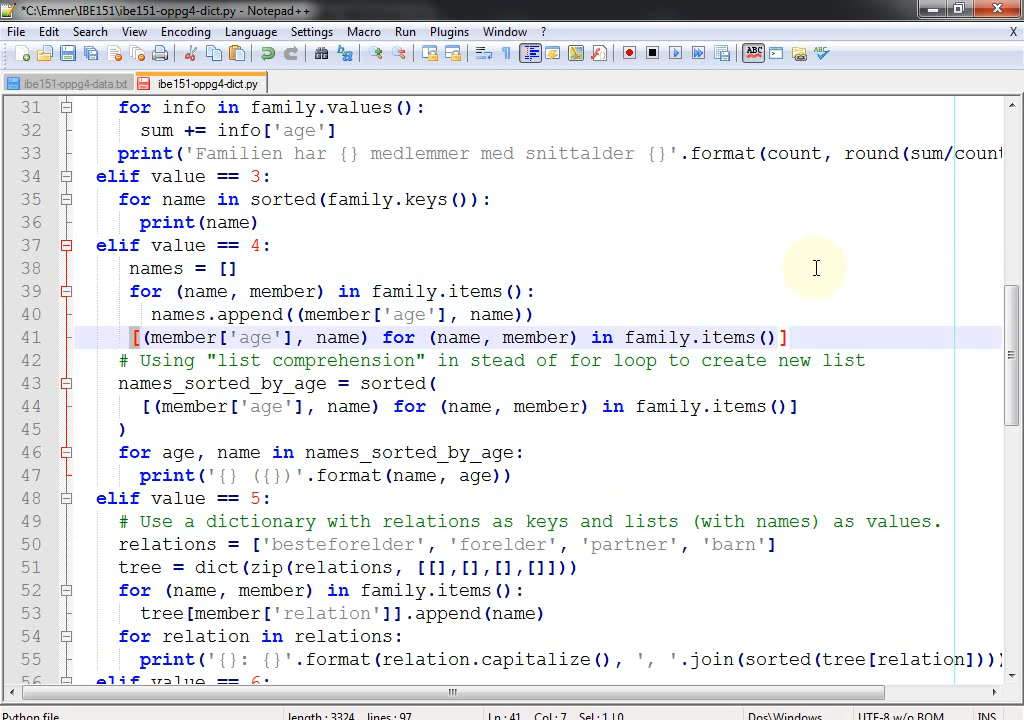 *C:\Emner\IBE151\ibe151-oppg4-dict.py - Notepad++
File Edit Search View Encoding Language Settings Macro Run Plugins Window ? X
ibe151-oppg4-data.txt ibe151-oppg4-dict.py
31 for info in family.values():
32 sum += info['age']
33 print('Familien har {} medlemmer med snittalder {}'.format(count, round(sum/count
34 elif value == 3:
35 for name in sorted(family.keys()):
36 print(name)
37 elif value == 4:
38 names = []
39 for (name, member) in family.items():
40 names.append((member['age'], name))
41 [(member['age'], name) for (name, member) in family.items()]
42 # Using "list comprehension" in stead of for loop to create new list
43 names_sorted_by_age = sorted(
44 [(member['age'], name) for (name, member) in family.items()]
45 )
46 for age, name in names_sorted_by_age:
47 print('{} ({})'.format(name, age))
48 elif value == 5:
49 # Use a dictionary with relations as keys and lists (with names) as values.
50 relations = ['besteforelder', 'forelder', 'partner', 'barn']
51 tree = dict(zip(relations, [[],[],[],[]]))
52 for (name, member) in family.items():
53 tree[member['relation']].append(name)
54 for relation in relations:
55 print('{}: {}'.format(relation.capitalize(), ', '.join(sorted(tree[relation])))
56 elif value == 6:
Python file length : 3324 lines : 97 Ln : 41 Col : 7 Sel : 1 | 0 Dos\Windows UTF-8 w/o BOM INS